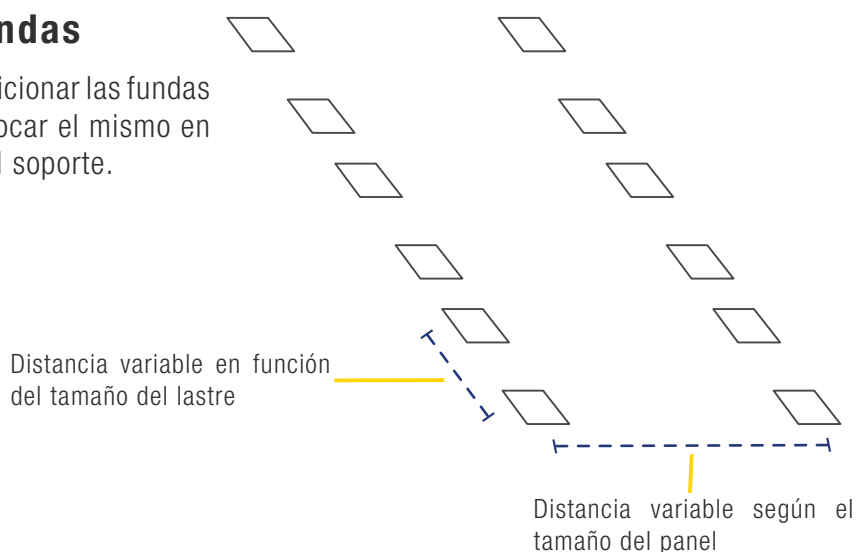 ndas
icionar las fundas
ocar el mismo en
l soporte.
Distancia variable en función
del tamaño del lastre
Distancia variable según el
tamaño del panel